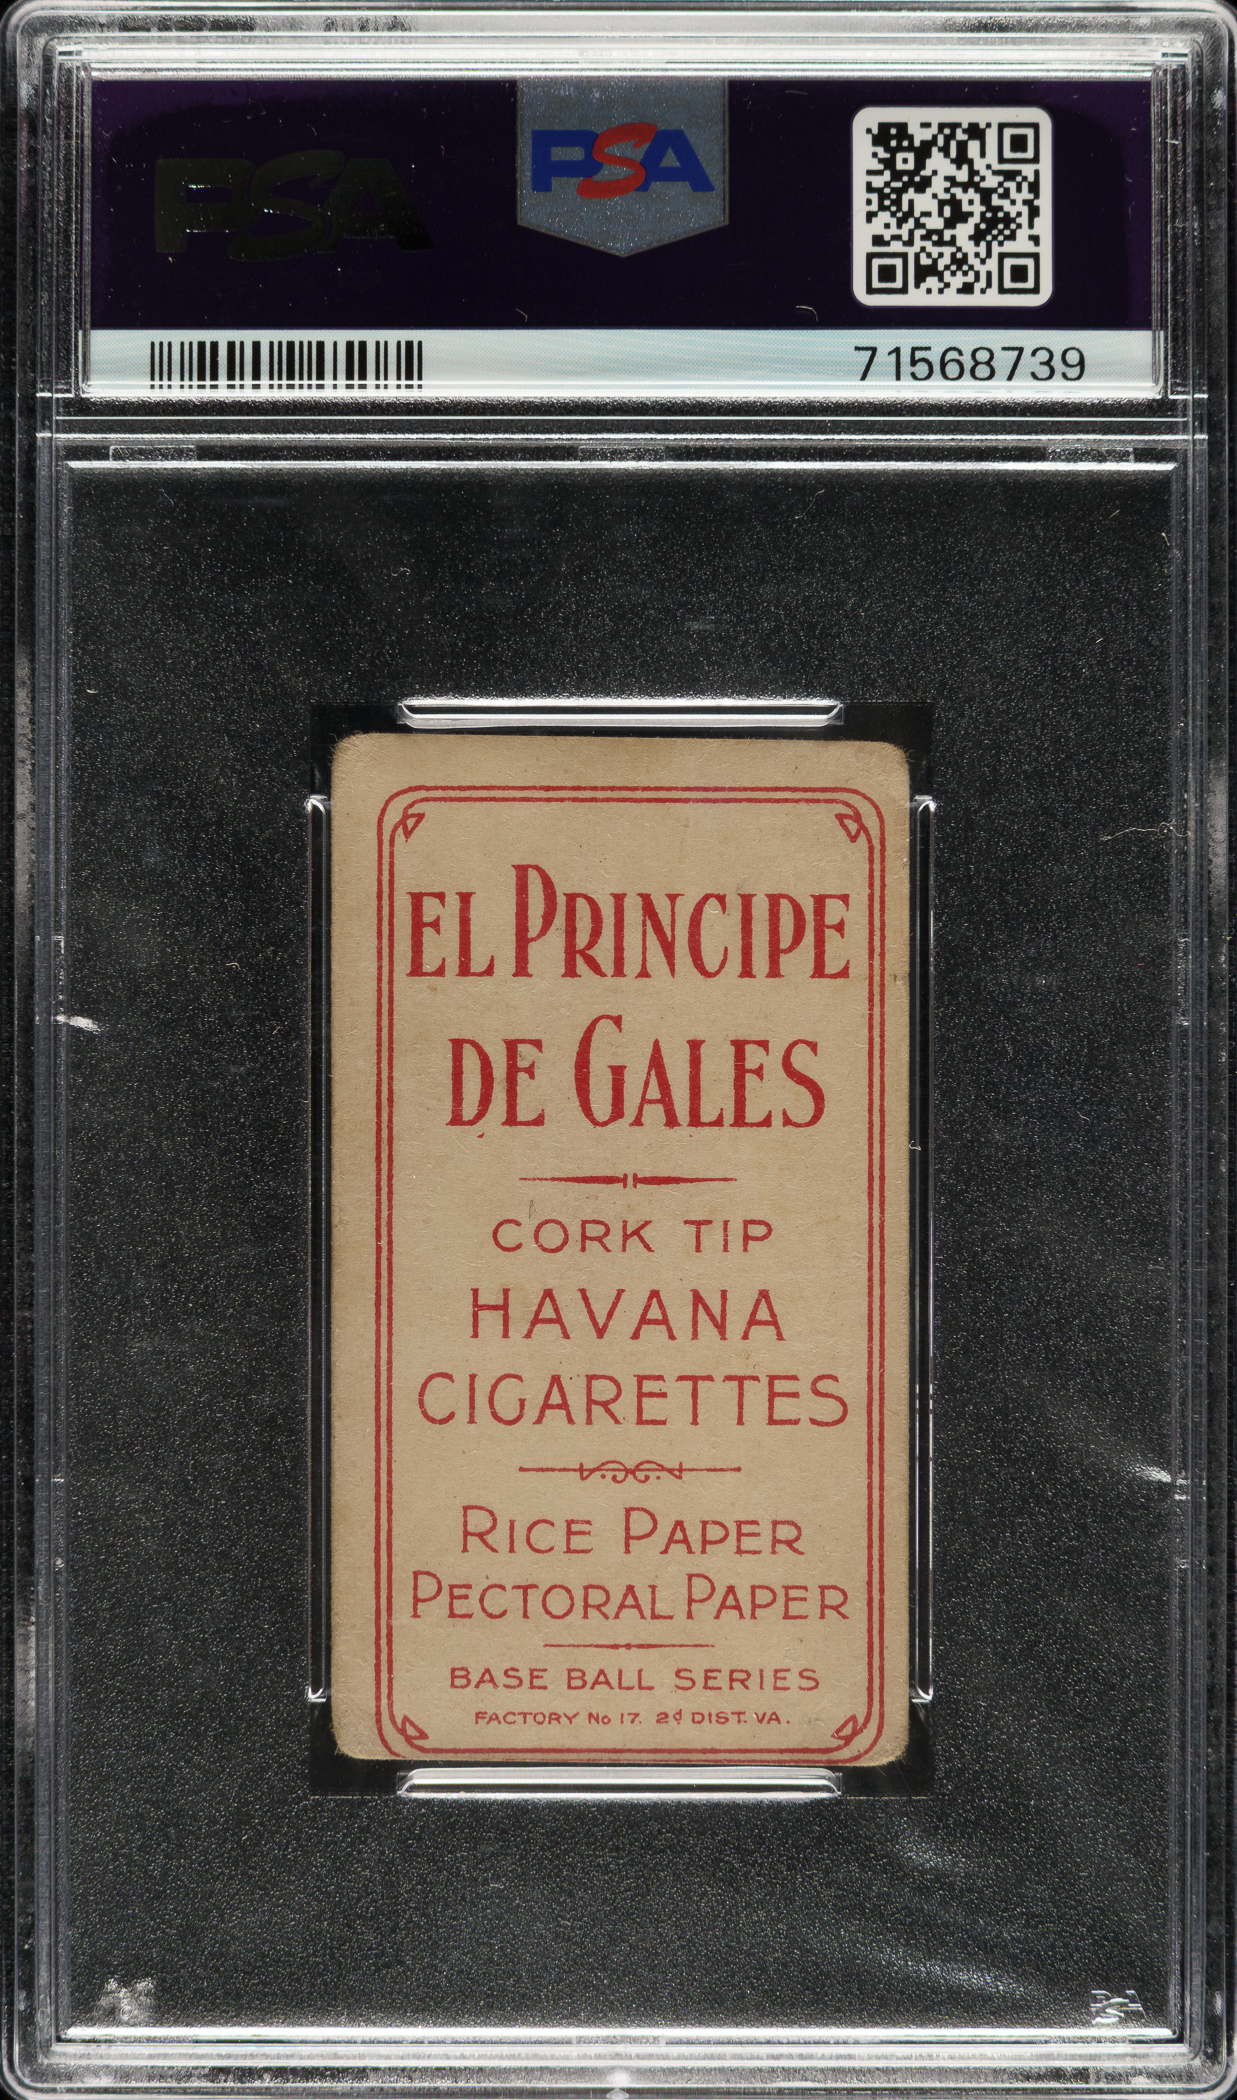 PSA
PSA
71568739
EL PRINCIPE
DE GALES
CORK TIP
HAVANA
CIGARETTES
RICE PAPER
PECTORAL PAPER
BASE BALL SERIES
FACTORY No 17. 2d DIST. VA.
PSA